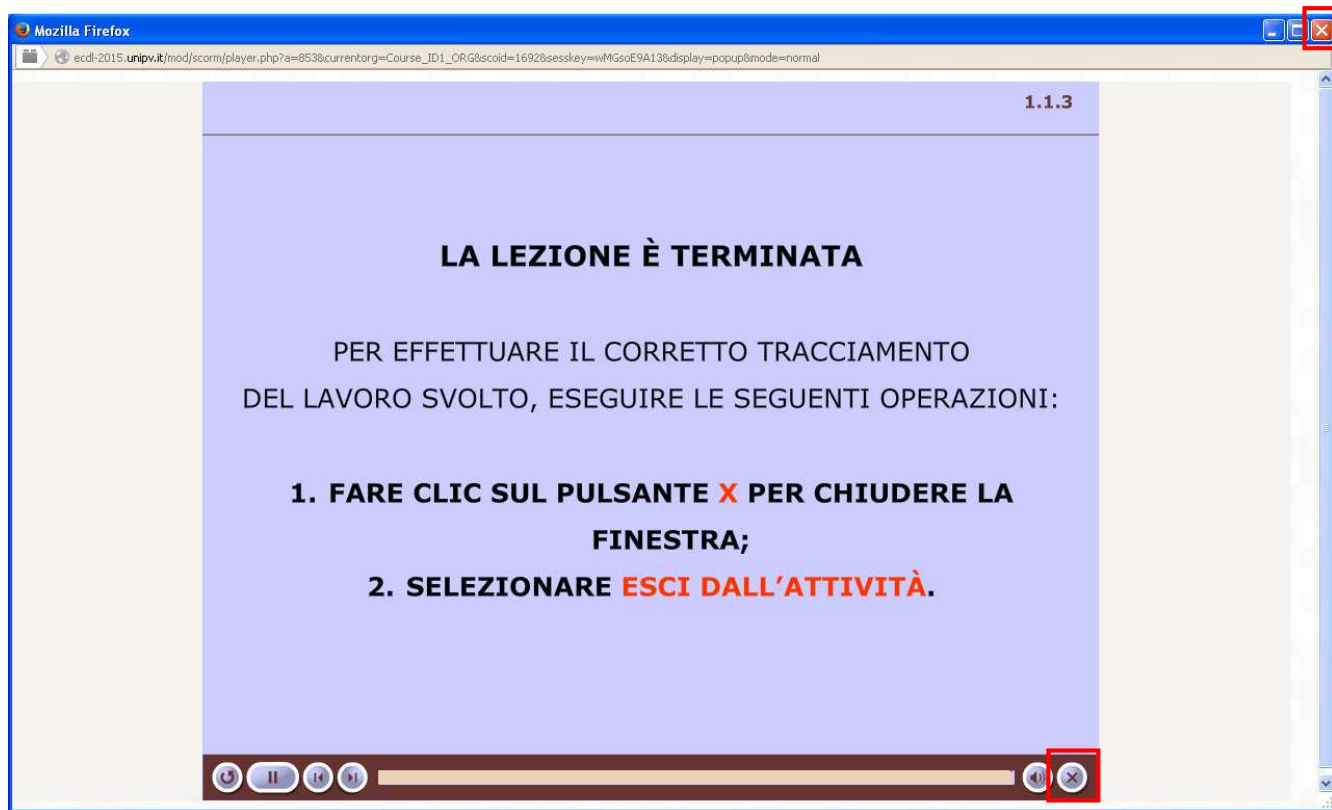 Mozilla Firefox
ecdl-2015.unipv.it/mod/scorm/player.php?a=853&currentorg=Course_ID1_ORG&scoid=1692&sesskey=wMGsoE9A13&display=popup&mode=normal
1.1.3
LA LEZIONE È TERMINATA
PER EFFETTUARE IL CORRETTO TRACCIAMENTO
DEL LAVORO SVOLTO, ESEGUIRE LE SEGUENTI OPERAZIONI:
1. FARE CLIC SUL PULSANTE X PER CHIUDERE LA
FINESTRA;
2. SELEZIONARE ESCI DALL’ATTIVITÀ.